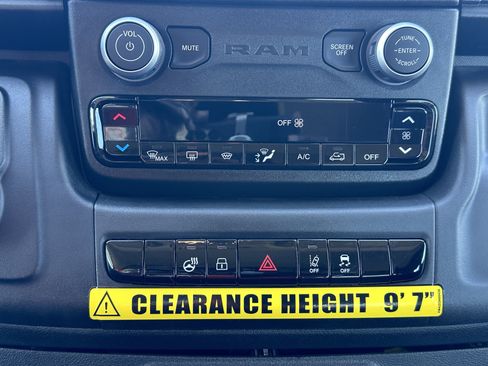 VOL
MUTE
RAM
SCREEN
OFF
TUNE
ENTER
SCROLL
OFF
MAX
A/C
OFF
OFF
OFF
CLEARANCE HEIGHT 9' 7"